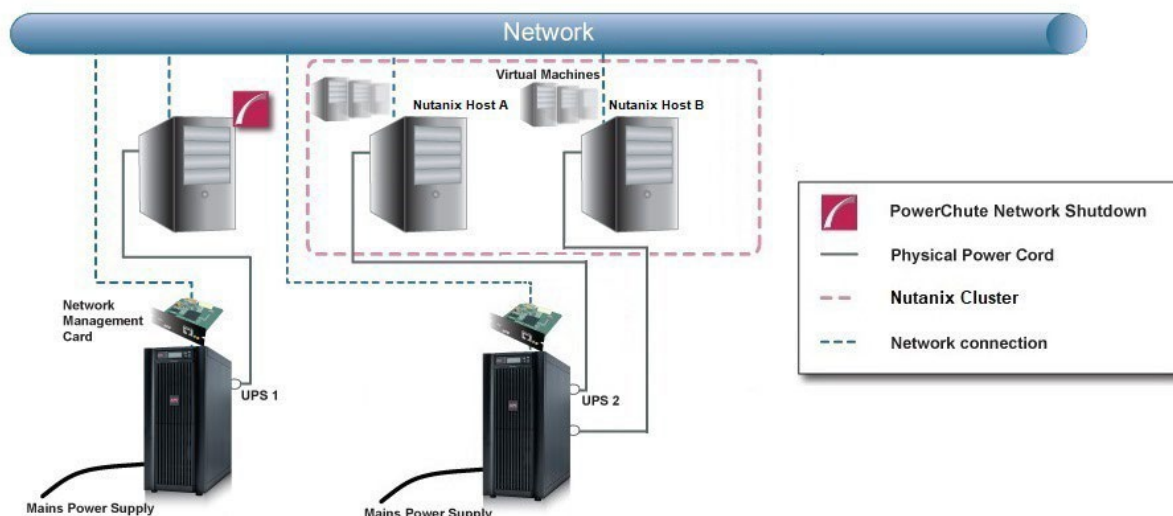 Network
Virtual Machines
Nutanix Host A
Nutanix Host B
PowerChute Network Shutdown
Physical Power Cord
Nutanix Cluster
Network connection
Network
Management
Card
UPS 1
UPS 2
Mains Power Supply
Mains Power Supply